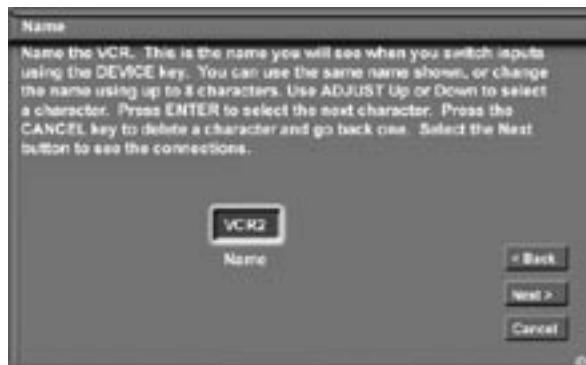 Name
Name the VCR. This is the name you will see when you switch inputs
using the DEVICE key. You can use the same name shown, or change
the name using up to 8 characters. Use ADJUST Up or Down to select
a character. Press ENTER to select the next character. Press the
CANCEL key to delete a character and go back one. Select the Next
button to see the connections.
VCR2
Name
< Back
Next >
Cancel